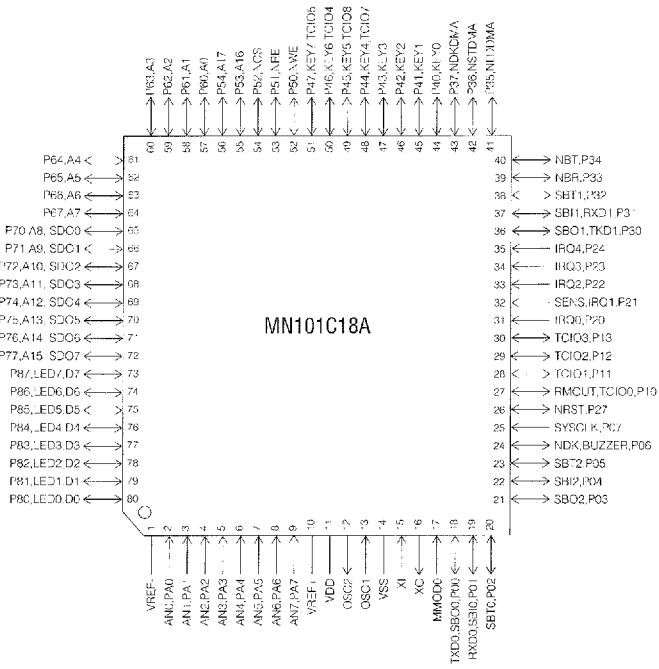 P63,A3
P62,A2
P61,A1
P60,A0
P54,A17
P53,A16
P52,NCS
P51,NRE
P50,NWE
P47,KEY7,TCIO5
P46,KEY6,TCIO4
P45,KEY5,TCIO8
P44,KEY4,TCIO7
P43,KEY3
P42,KEY2
P41,KEY1
P40,KEY0
P37,NDKDMA
P36,NSTDMA
P35,NLDDMA
60 59 58 57 56 55 54 53 52 51 50 49 48 47 46 45 44 43 42 41
P64,A4 61
P65,A5 62
P66,A6 63
P67,A7 64
P70,A8, SDO0 65
P71,A9, SDO1 66
P72,A10, SDO2 67
P73,A11, SDO3 68
P74,A12, SDO4 69
P75,A13, SDO5 70
P76,A14 SDO6 71
P77,A15 SDO7 72
P87,LED7,D7 73
P86,LED6,D6 74
P85,LED5,D5 75
P84,LED4,D4 76
P83,LED3,D3 77
P82,LED2,D2 78
P81,LED1,D1 79
P80,LED0,D0 80
MN101C18A
40 NBT,P34
39 NBR,P33
38 SBT1,P32
37 SBI1,RXD1,P31
36 SBO1,TXD1,P30
35 IRQ4,P24
34 IRQ3,P23
33 IRQ2,P22
32 SENS,IRQ1,P21
31 IRQ0,P20
30 TCIO3,P13
29 TCIO2,P12
28 TCIO1,P11
27 RMOUT,TCIO0,P10
26 NRST,P27
25 SYSCLK,P07
24 NDK,BUZZER,P06
23 SBT2,P05
22 SBI2,P04
21 SBO2,P03
1 2 3 4 5 6 7 8 9 10 11 12 13 14 15 16 17 18 19 20
VREF-
AN0,PA0
AN1,PA1
AN2,PA2
AN3,PA3
AN4,PA4
AN5,PA5
AN6,PA6
AN7,PA7
VREF+
VDD
OSC2
OSC1
VSS
XI
XO
MMOD0
TXD0,SBO0,P00
RXD0,SBI0,P01
SBT0,P02